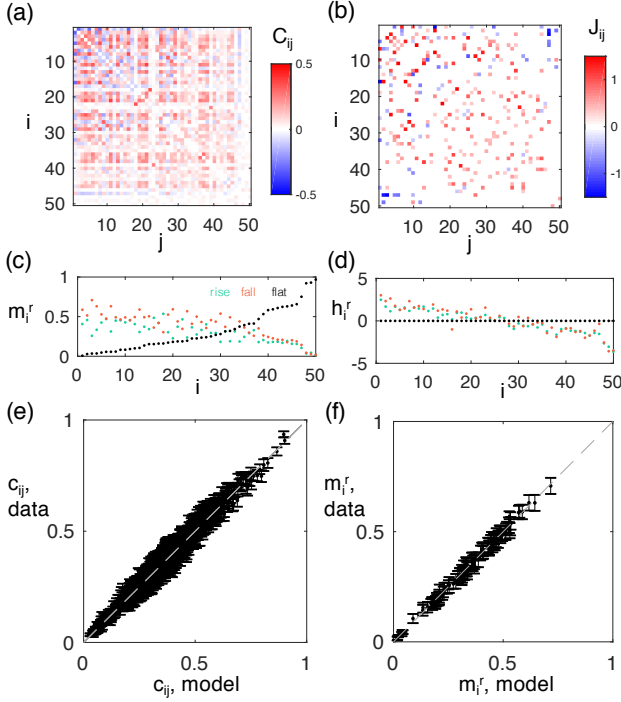 (a)
C_ij
0.5
0
-0.5
10
20
30
40
50
i
10 20 30 40 50
j
(b)
J_ij
1
0
-1
10
20
30
40
50
i
10 20 30 40 50
j
(c)
1
0.5
0
m_i^r
rise fall flat
0 10 20 30 40 50
i
(d)
5
0
-5
h_i^r
0 10 20 30 40 50
i
(e)
1
0.5
0
c_ij,
data
0 0.5 1
c_ij, model
(f)
1
0.5
0
m_i^r,
data
0 0.5 1
m_i^r, model